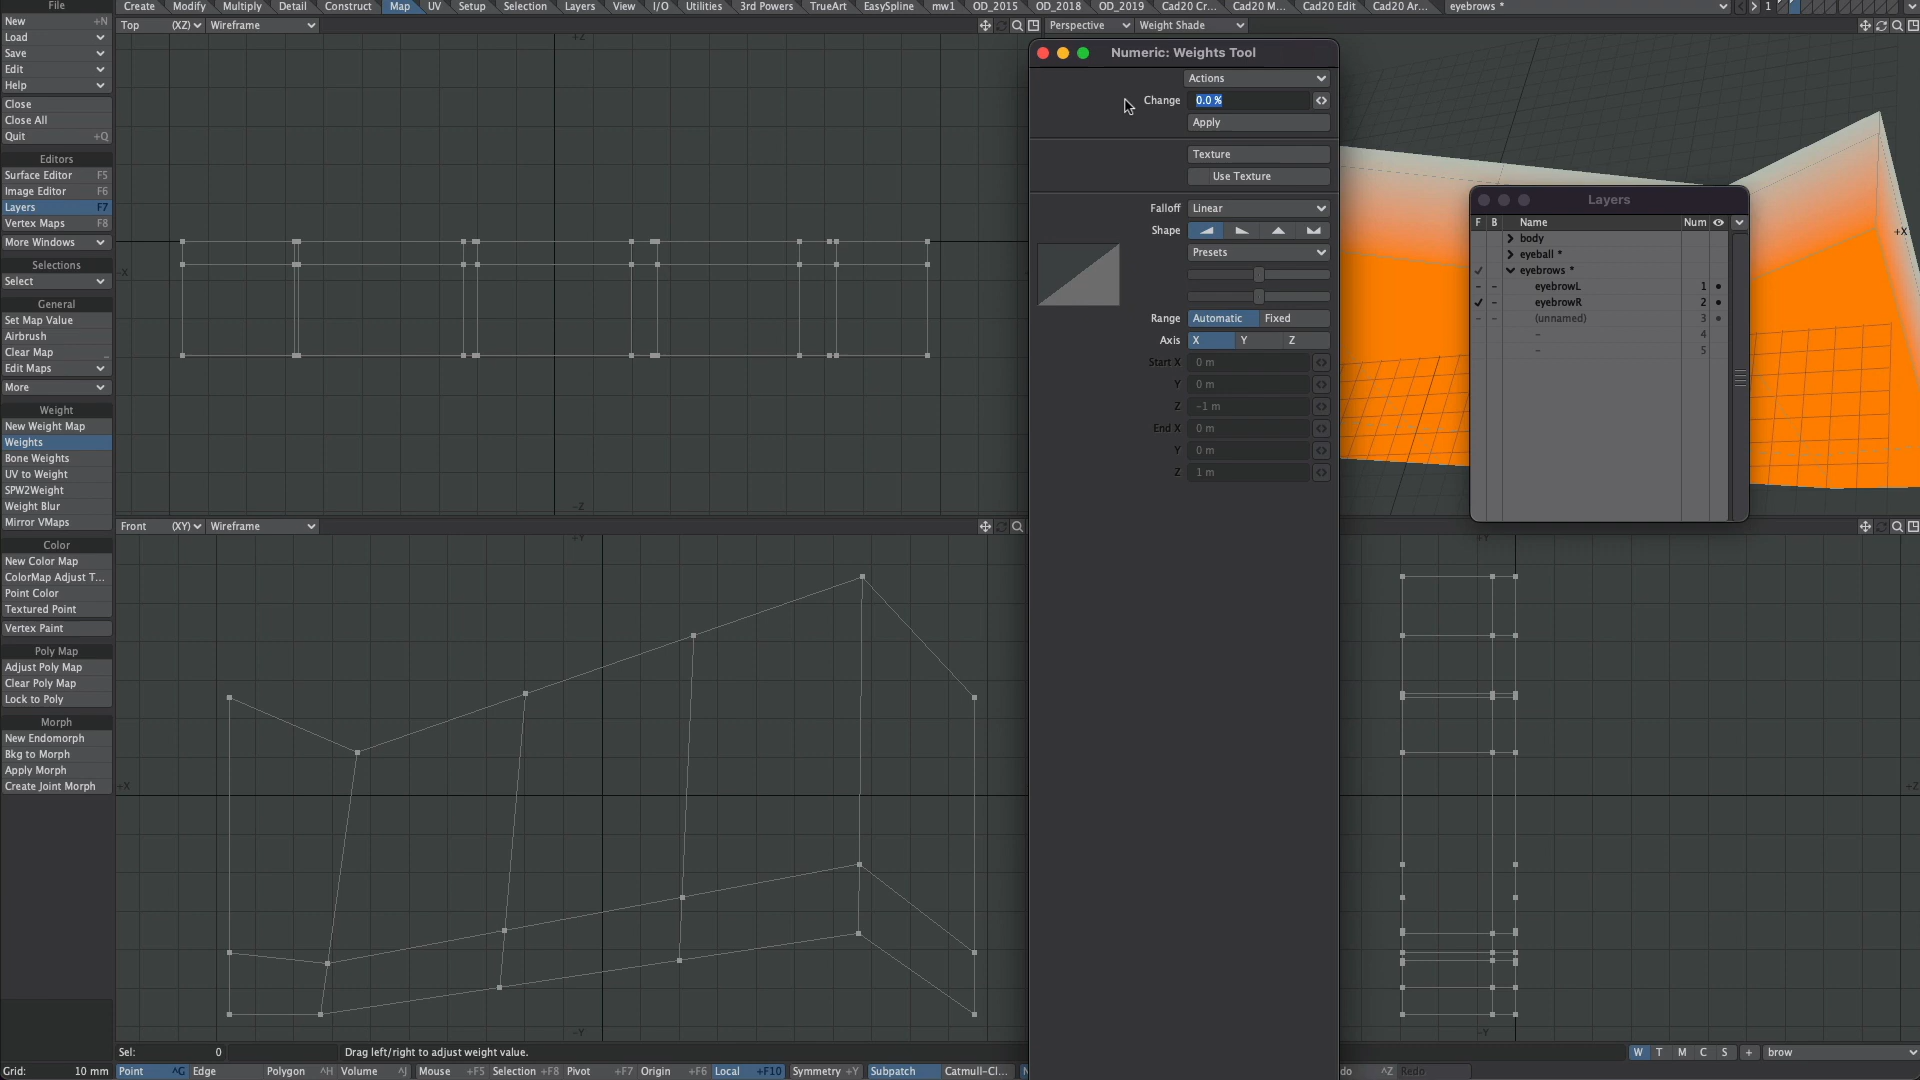 File Create Modify Multiply Detail Construct Map UV Setup Selection Layers View I/O Utilities 3rd Powers TrueArt EasySpline mw1 OD_2015 OD_2018 OD_2019 Cad20 Cr... Cad20 M... Cad20 Edit Cad20 Ar... eyebrows * 1
New +N
Load
Save
Edit
Help
Close
Close All
Quit +Q
Editors
Surface Editor F5
Image Editor F6
Layers F7
Vertex Maps F8
More Windows
Selections
Select
General
Set Map Value
Airbrush
Clear Map _
Edit Maps
More
Weight
New Weight Map
Weights
Bone Weights
UV to Weight
SPW2Weight
Weight Blur
Mirror VMaps
Color
New Color Map
ColorMap Adjust T...
Point Color
Textured Point
Vertex Paint
Poly Map
Adjust Poly Map
Clear Poly Map
Lock to Poly
Morph
New Endomorph
Bkg to Morph
Apply Morph
Create Joint Morph
Top (XZ) Wireframe
+Z
-X
-Z
Perspective Weight Shade
+X
Front (XY) Wireframe
+Y
+X
-Y
+Y
+Z
-Y
Numeric: Weights Tool
Actions
Change 0.0 %
Apply
Texture
Use Texture
Falloff Linear
Shape
Presets
Range Automatic Fixed
Axis X Y Z
Start X 0 m
Y 0 m
Z -1 m
End X 0 m
Y 0 m
Z 1 m
Layers
F B Name Num
body
eyeball *
eyebrows *
eyebrowL 1
eyebrowR 2
(unnamed) 3
- 4
- 5
Sel: 0 Drag left/right to adjust weight value. W T M C S + brow
Grid: 10 mm Point ^G Edge Polygon ^H Volume ^J Mouse +F5 Selection +F8 Pivot +F7 Origin +F6 Local +F10 Symmetry +Y Subpatch Catmull-Cl... do ^Z Redo